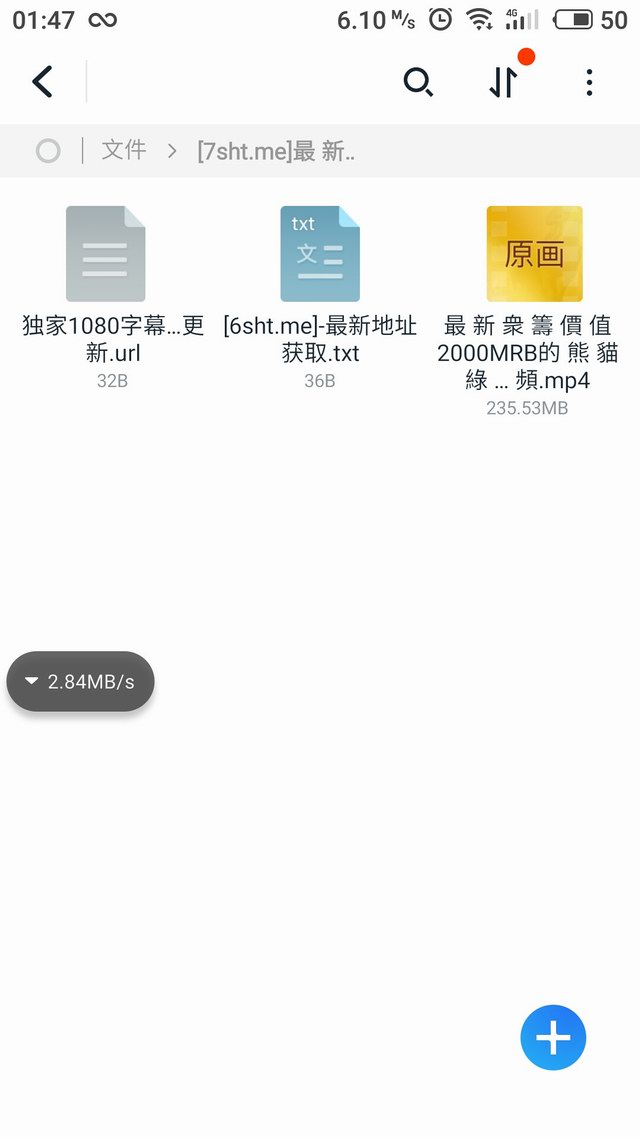 01:47 6.10 M/s 4G 50
文件 [7sht.me]最 新..
txt
文
原画
独家1080字幕...更
新.url
32B
[6sht.me]-最新地址
获取.txt
36B
最 新 衆 籌 價 值
2000MRB的 熊 貓
綠 ... 頻.mp4
235.53MB
2.84MB/s